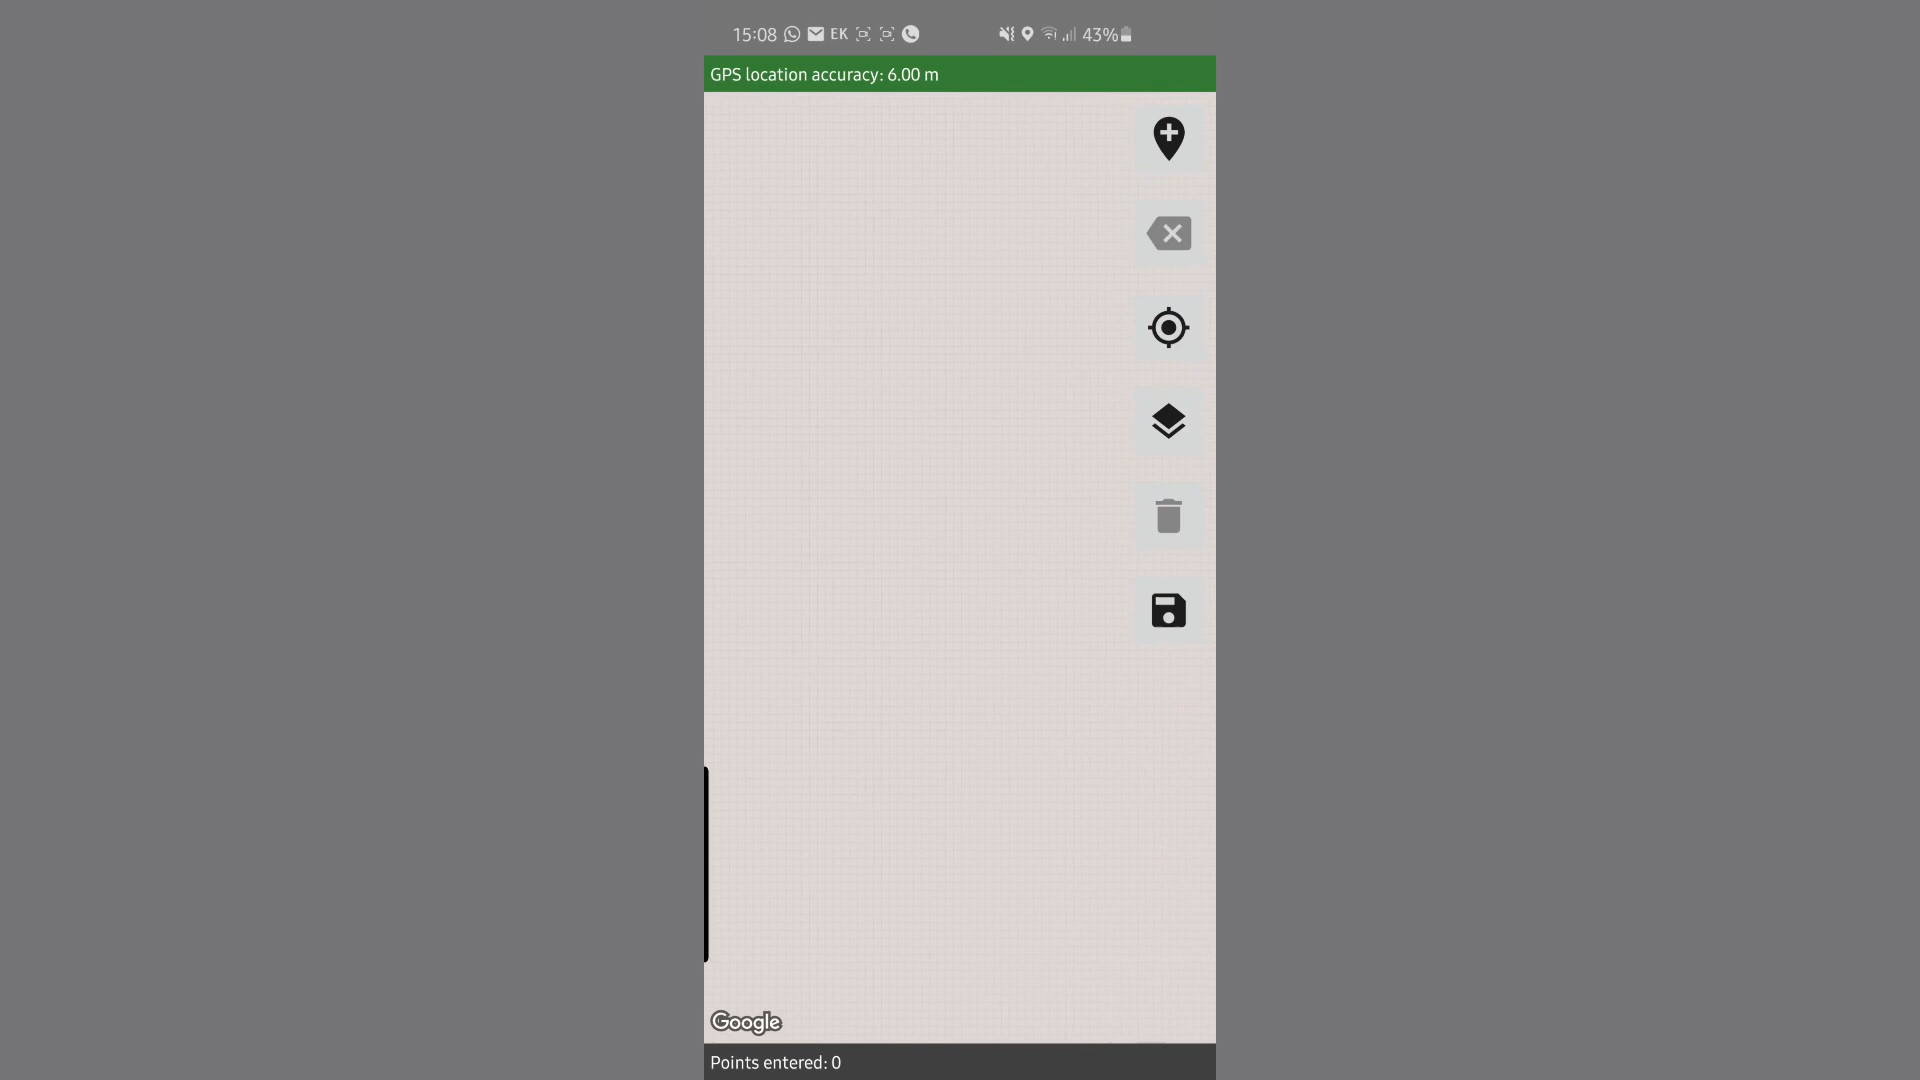 15:08 EK 43%
GPS location accuracy: 6.00 m
Google
Points entered: 0